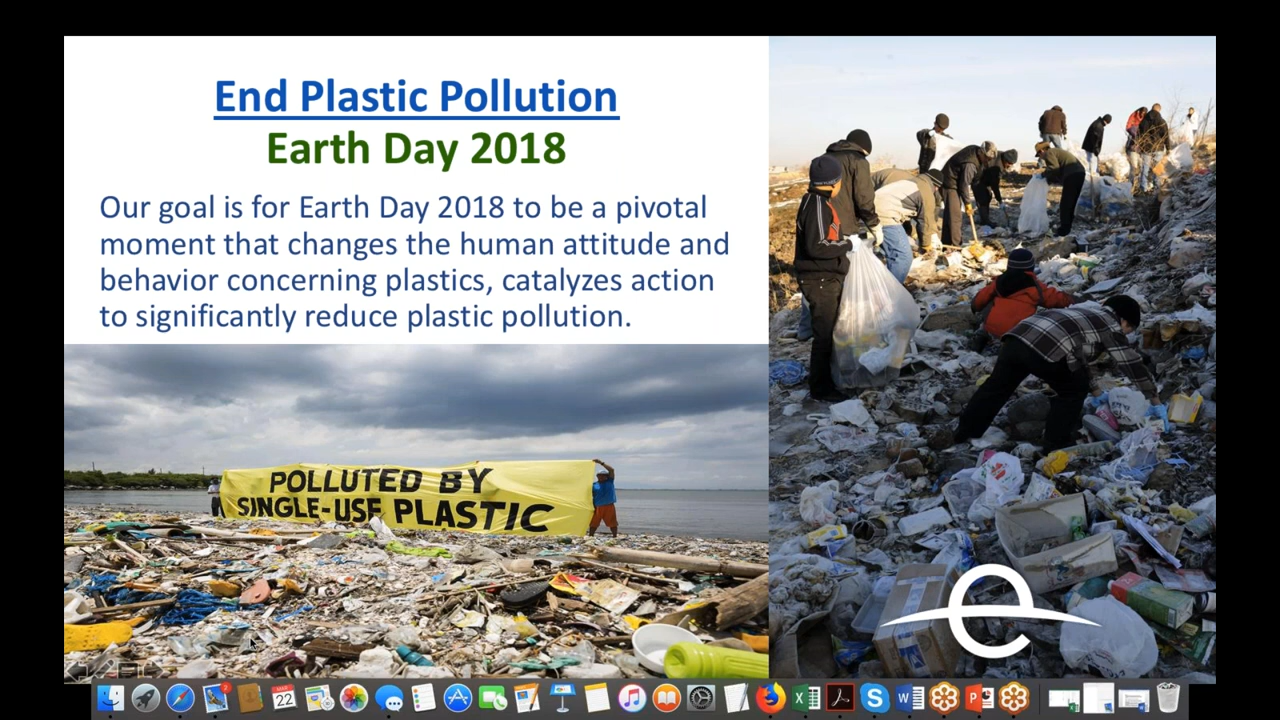 End Plastic Pollution
Earth Day 2018
Our goal is for Earth Day 2018 to be a pivotal
moment that changes the human attitude and
behavior concerning plastics, catalyzes action
to significantly reduce plastic pollution.
POLLUTED BY
SINGLE-USE PLASTIC
e
22